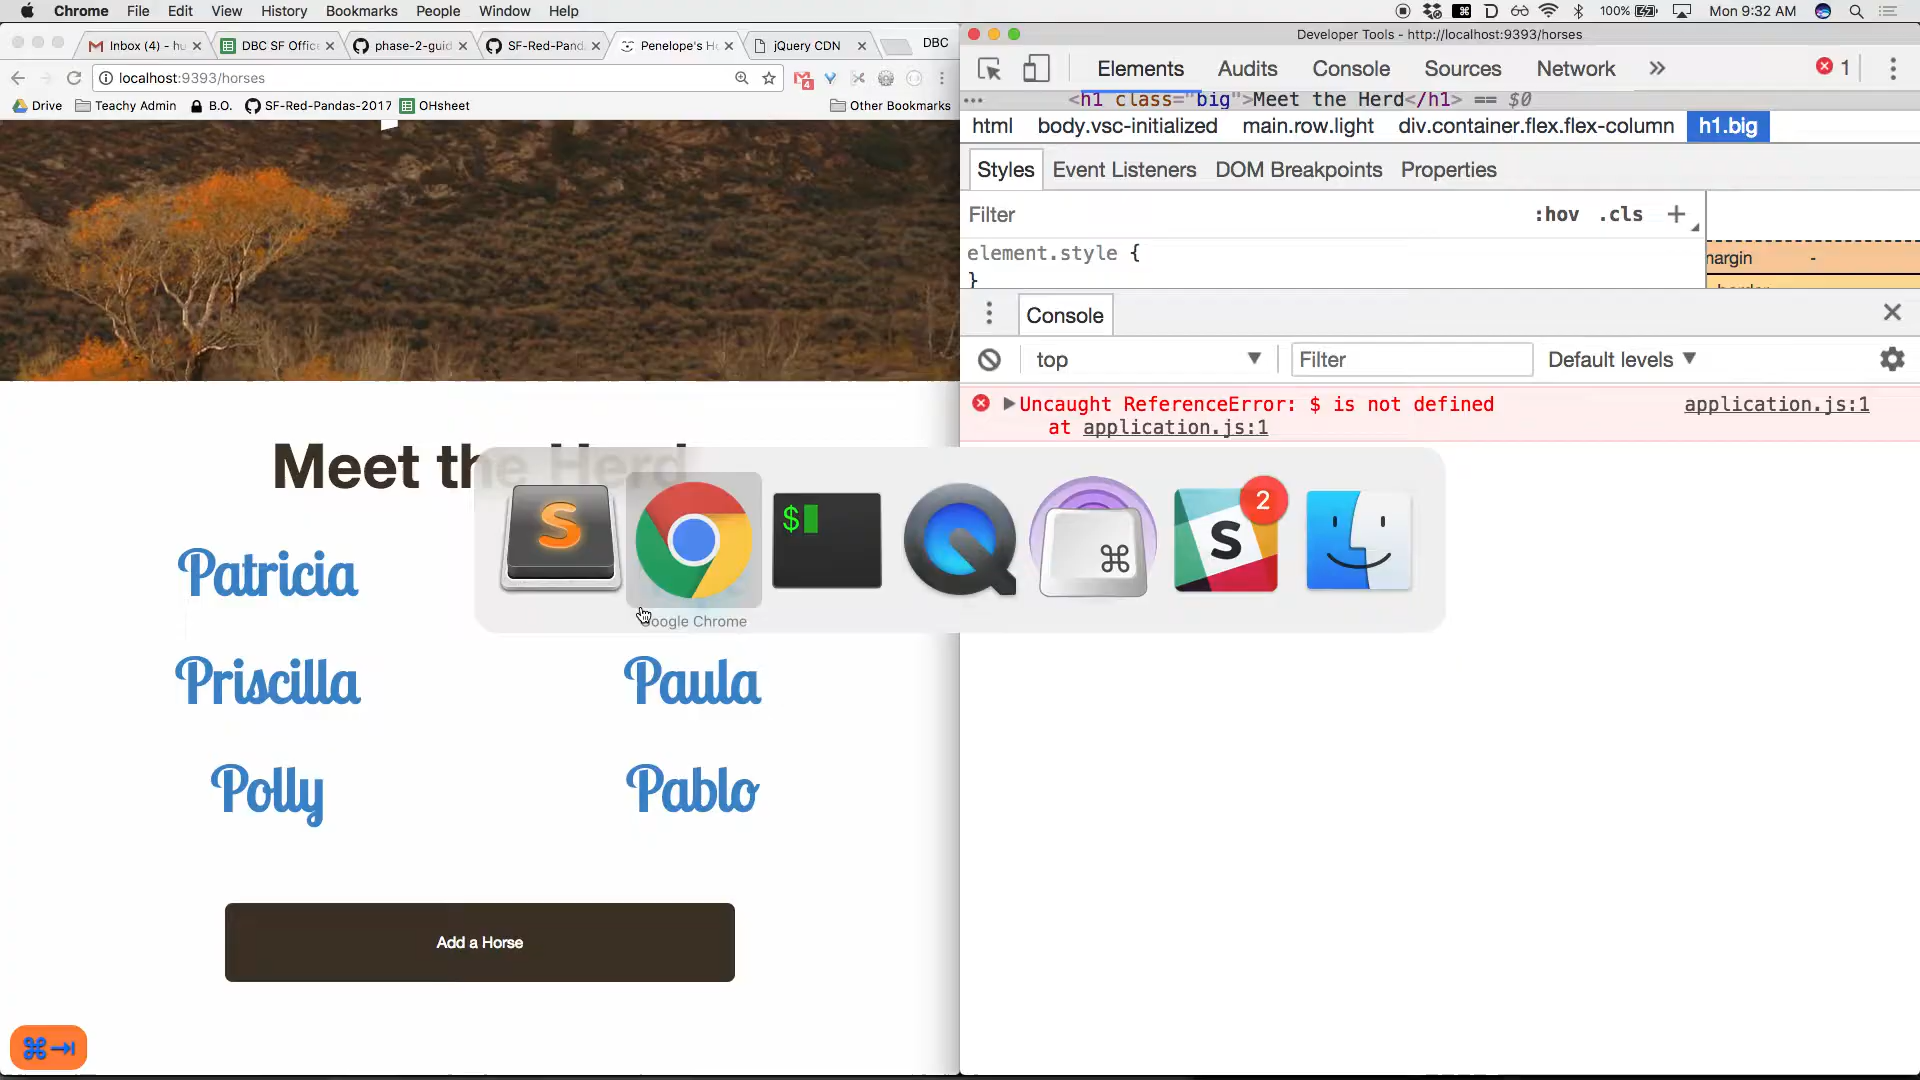 Chrome File Edit View History Bookmarks People Window Help
100% Mon 9:32 AM
Inbox (4) - hu DBC SF Offic phase-2-guid SF-Red-Pand Penelope's H jQuery CDN DBC
localhost:9393/horses
4
Drive Teachy Admin B.O. SF-Red-Pandas-2017 OHsheet Other Bookmarks
Meet the Herd
Patricia
Priscilla Paula
Polly Pablo
Add a Horse
Developer Tools - http://localhost:9393/horses
Elements Audits Console Sources Network 1
<h1 class="big">Meet the Herd</h1> == $0
html body.vsc-initialized main.row.light div.container.flex.flex-column h1.big
Styles Event Listeners DOM Breakpoints Properties
Filter :hov .cls +
element.style {
}
margin -
Console
top Filter Default levels
Uncaught ReferenceError: $ is not defined application.js:1
at application.js:1
S $ ⌘ S 2
Google Chrome
⌘⇥